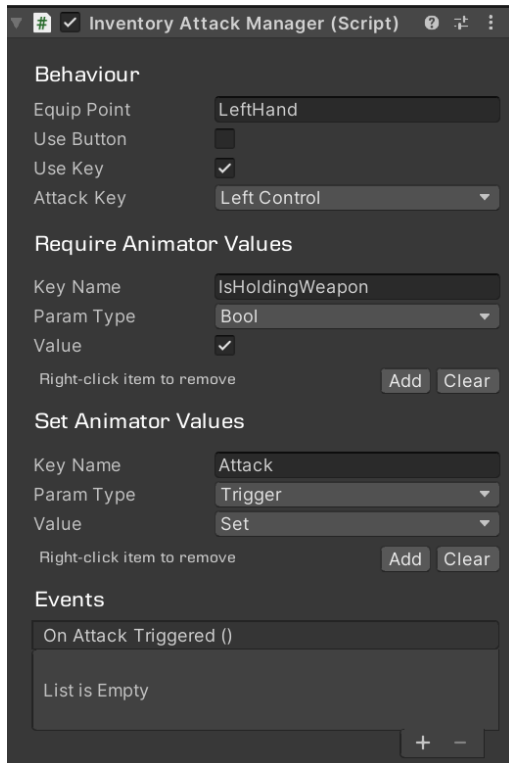 # Inventory Attack Manager (Script)
Behaviour
Equip Point LeftHand
Use Button
Use Key
Attack Key Left Control
Require Animator Values
Key Name IsHoldingWeapon
Param Type Bool
Value
Right-click item to remove Add Clear
Set Animator Values
Key Name Attack
Param Type Trigger
Value Set
Right-click item to remove Add Clear
Events
On Attack Triggered ()
List is Empty
+ −